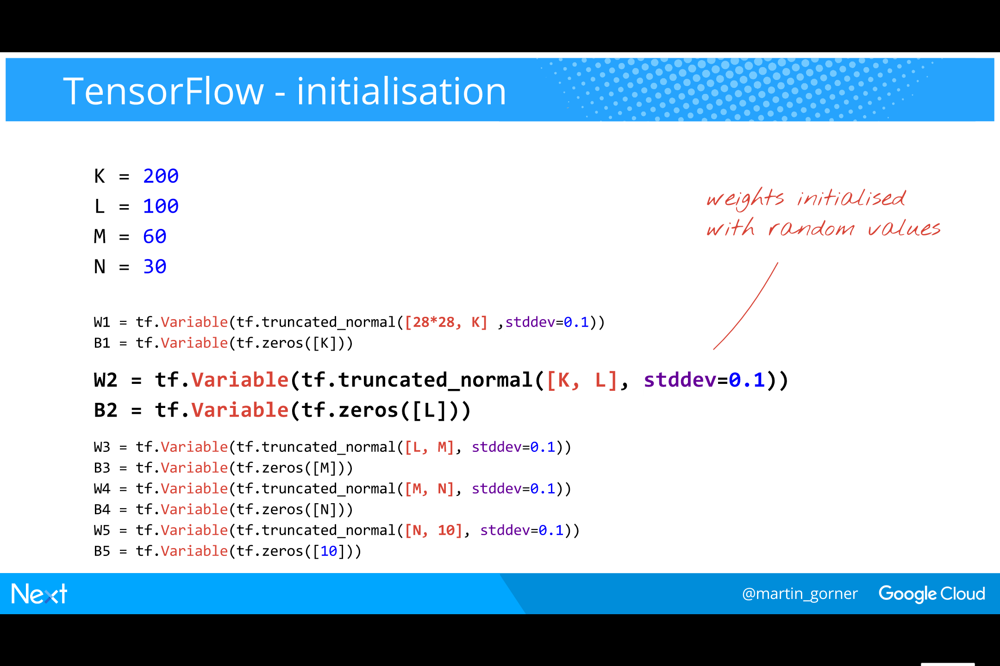 TensorFlow - initialisation
K = 200
L = 100
M = 60
N = 30
weights initialised
with random values
W1 = tf.Variable(tf.truncated_normal([28*28, K] ,stddev=0.1))
B1 = tf.Variable(tf.zeros([K]))
W2 = tf.Variable(tf.truncated_normal([K, L], stddev=0.1))
B2 = tf.Variable(tf.zeros([L]))
W3 = tf.Variable(tf.truncated_normal([L, M], stddev=0.1))
B3 = tf.Variable(tf.zeros([M]))
W4 = tf.Variable(tf.truncated_normal([M, N], stddev=0.1))
B4 = tf.Variable(tf.zeros([N]))
W5 = tf.Variable(tf.truncated_normal([N, 10], stddev=0.1))
B5 = tf.Variable(tf.zeros([10]))
Next
@martin_gorner Google Cloud